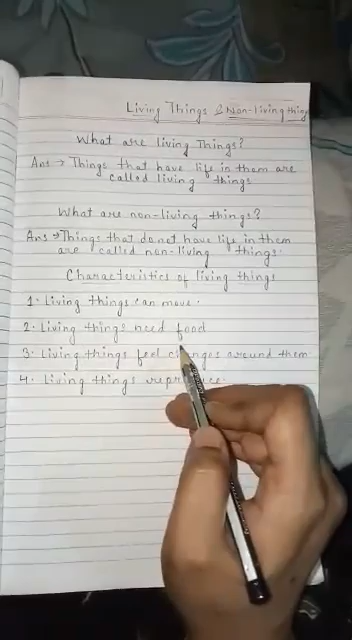 Living Things & Non-living thing
What are living Things?
Ans → Things that have life in them are
called living things
What are non-living things?
Ans → Things that do not have life in them
are called non-living things.
Characteristics of living things
1. Living things can move.
2. Living things need food
3. Living things feel changes around them.
4. Living things reproduce.